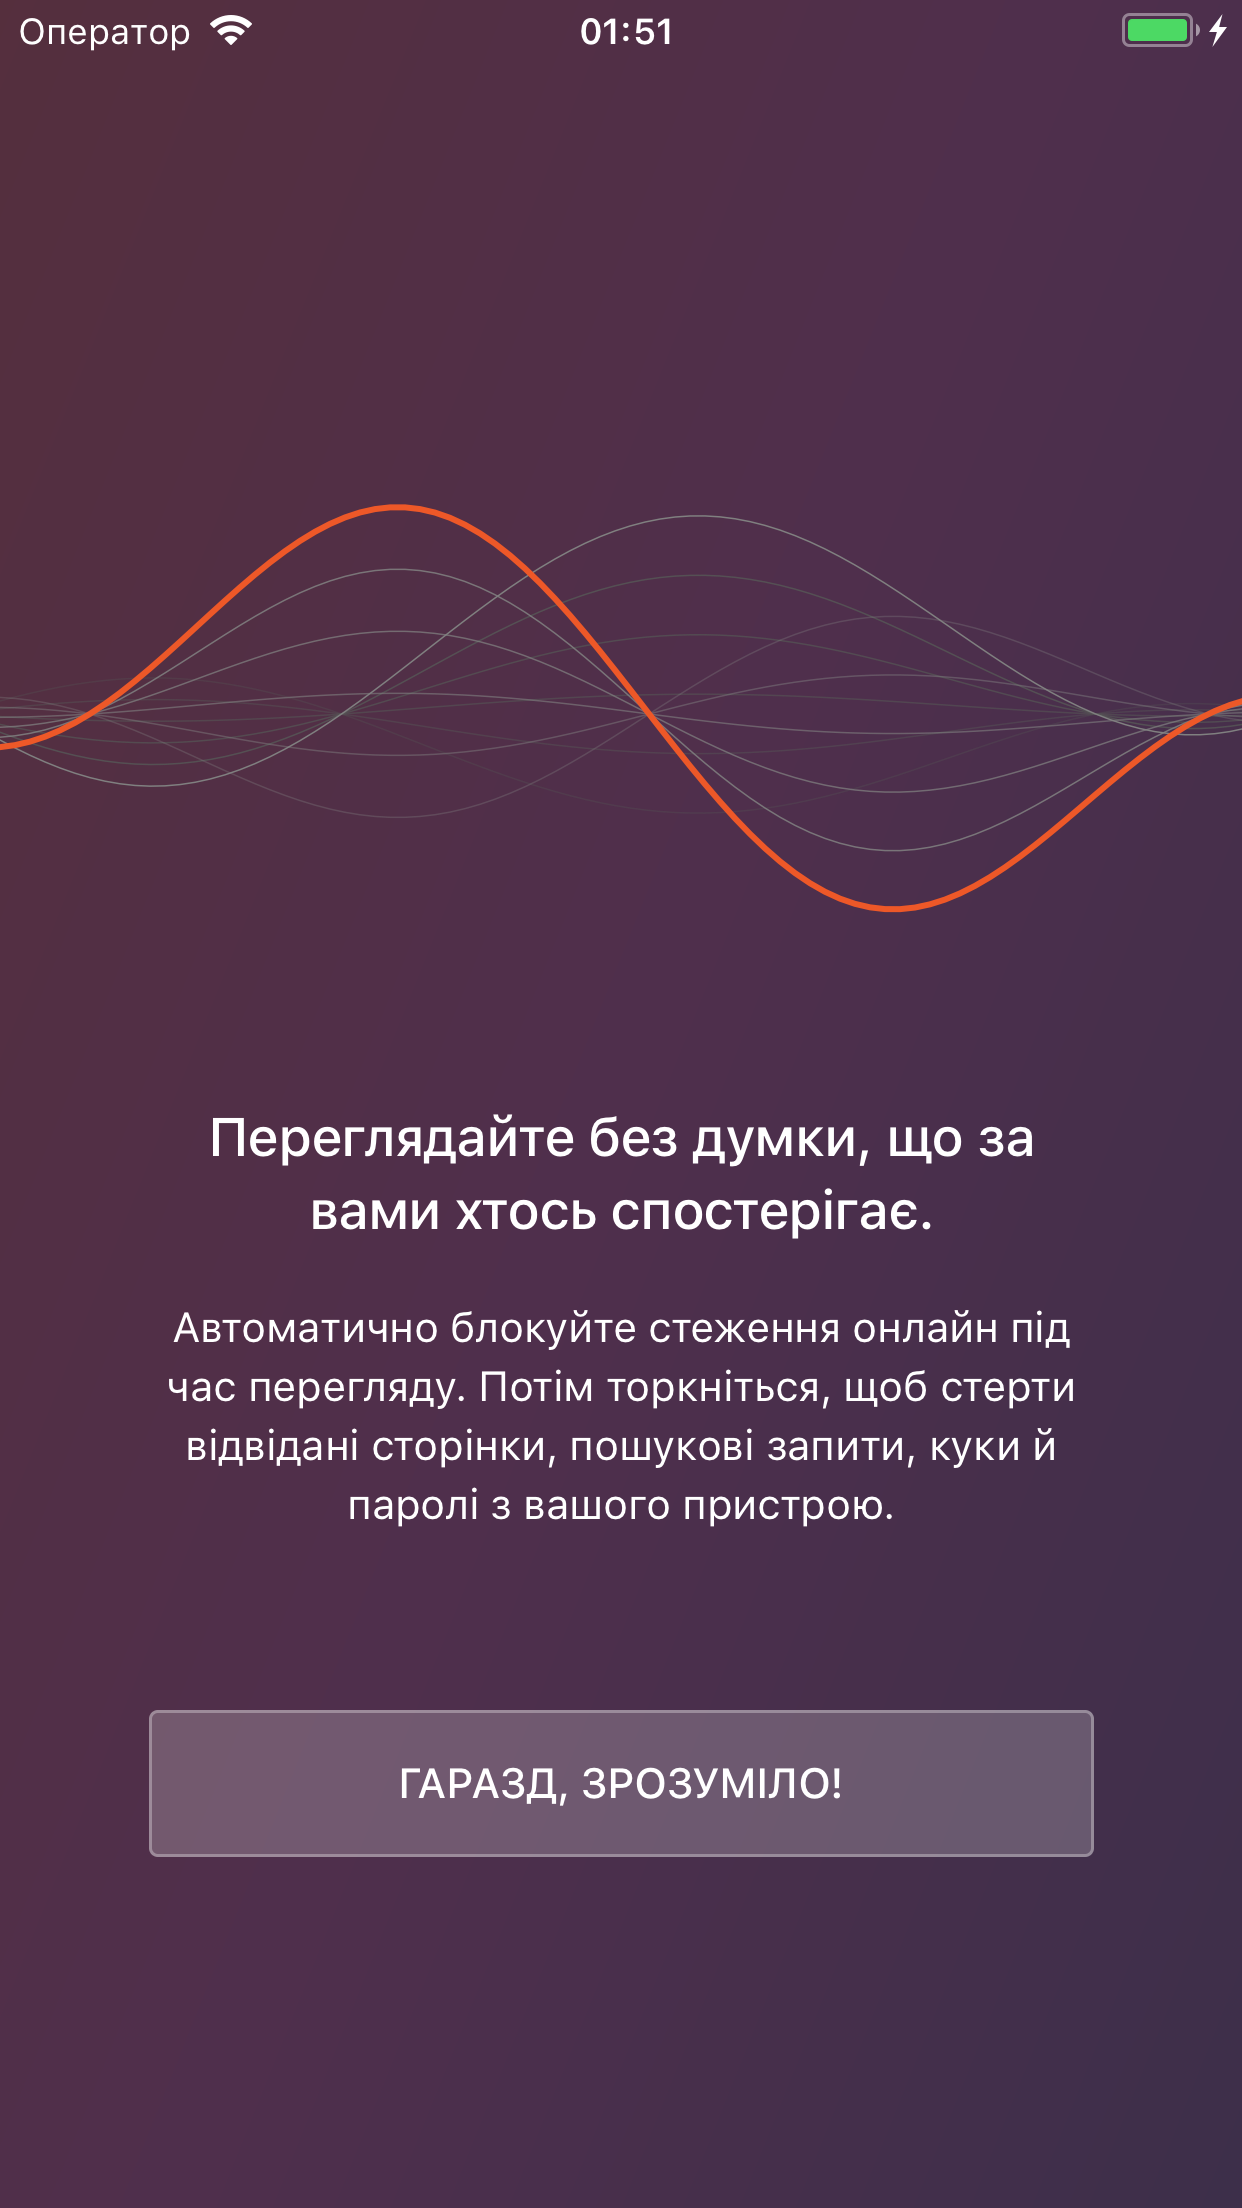 Оператор 01:51
Переглядайте без думки, що за
вами хтось спостерігає.
Автоматично блокуйте стеження онлайн під
час перегляду. Потім торкніться, щоб стерти
відвідані сторінки, пошукові запити, куки й
паролі з вашого пристрою.
ГАРАЗД, ЗРОЗУМІЛО!